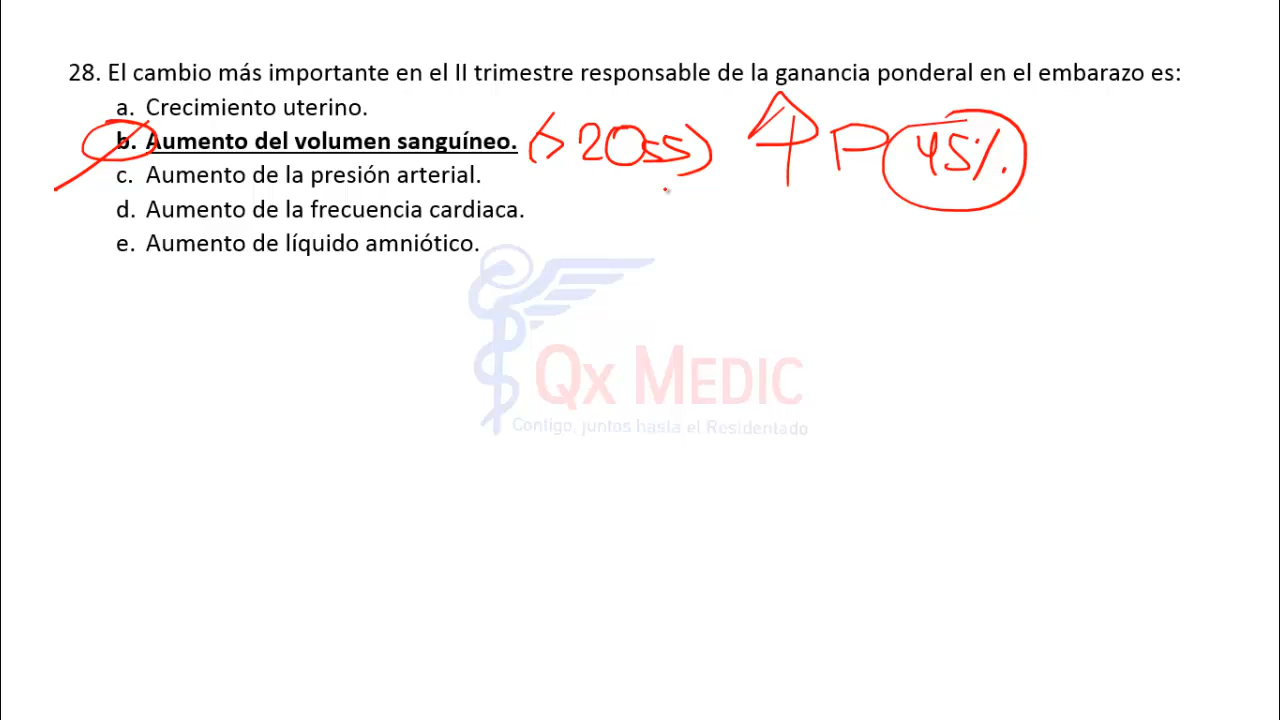 28. El cambio más importante en el II trimestre responsable de la ganancia ponderal en el embarazo es:
a. Crecimiento uterino.
b. Aumento del volumen sanguíneo. (>20ss) ↑ P 45%.
c. Aumento de la presión arterial.
d. Aumento de la frecuencia cardiaca.
e. Aumento de líquido amniótico.
Qx MEDIC
Contigo, juntos hasta el Residentado